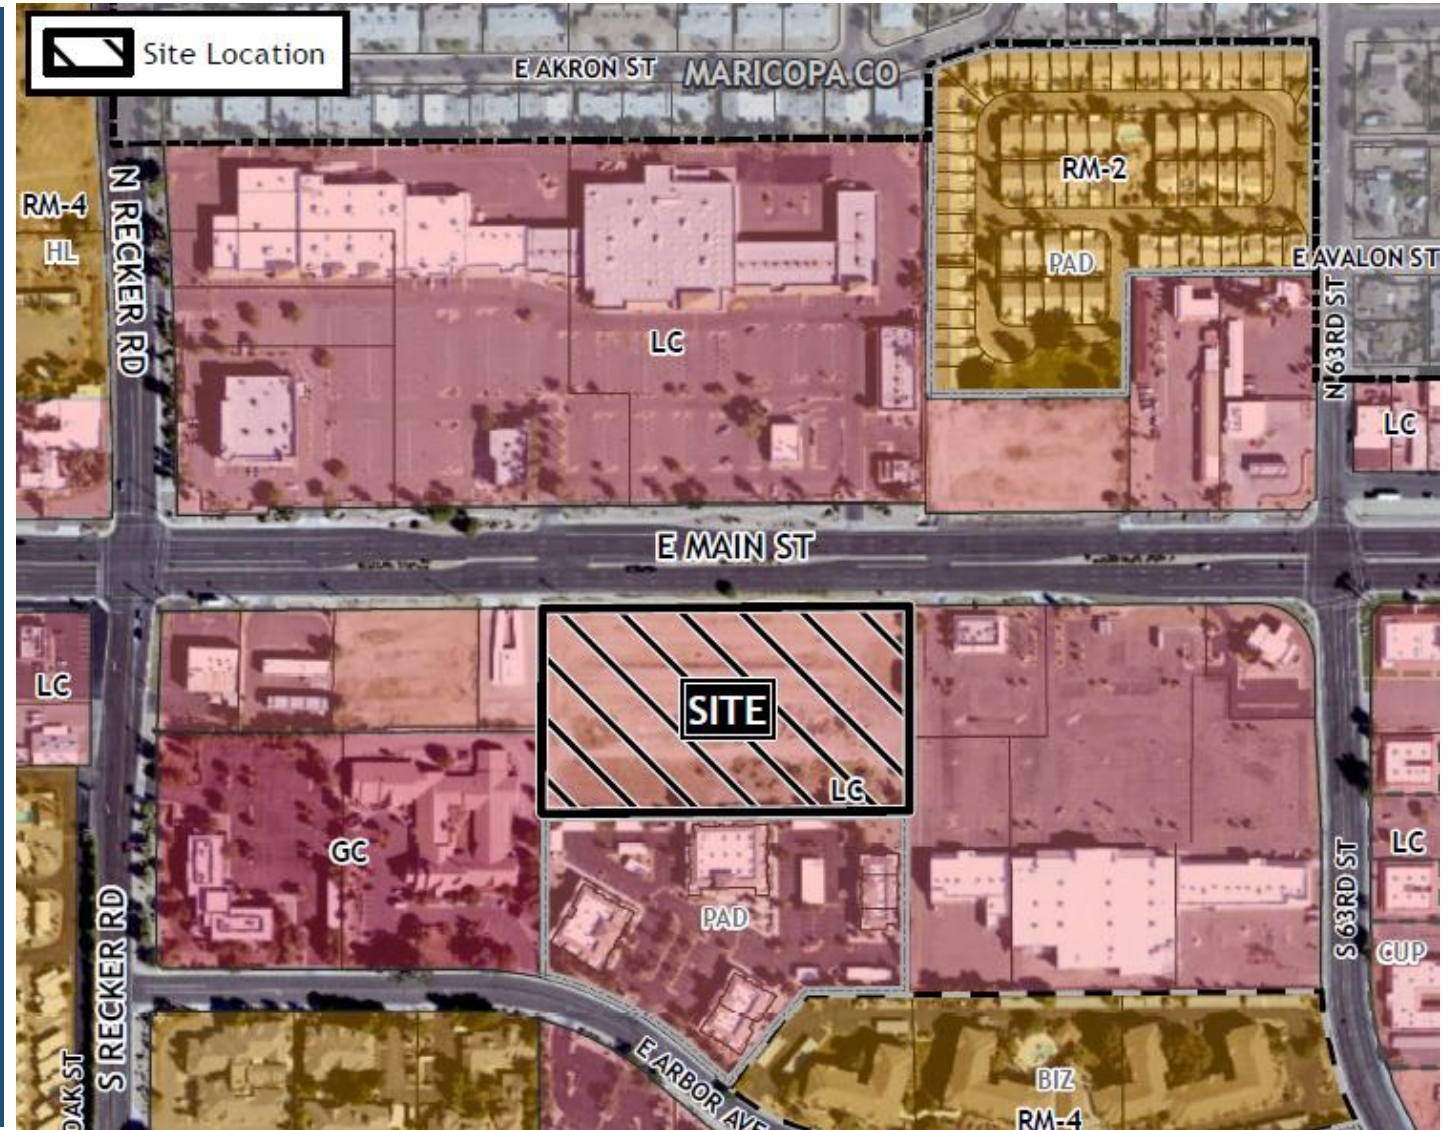 Site Location
E AKRON ST
MARICOPA CO
RM-4
HL
N RECKER RD
RM-2
PAD
E AVALON ST
N 63RD ST
LC
LC
E MAIN ST
LC
SITE
LC
GC
PAD
LC
S 63RD ST
CUP
S RECKER RD
OAK ST
E ARBOR AVE
BIZ
RM-4